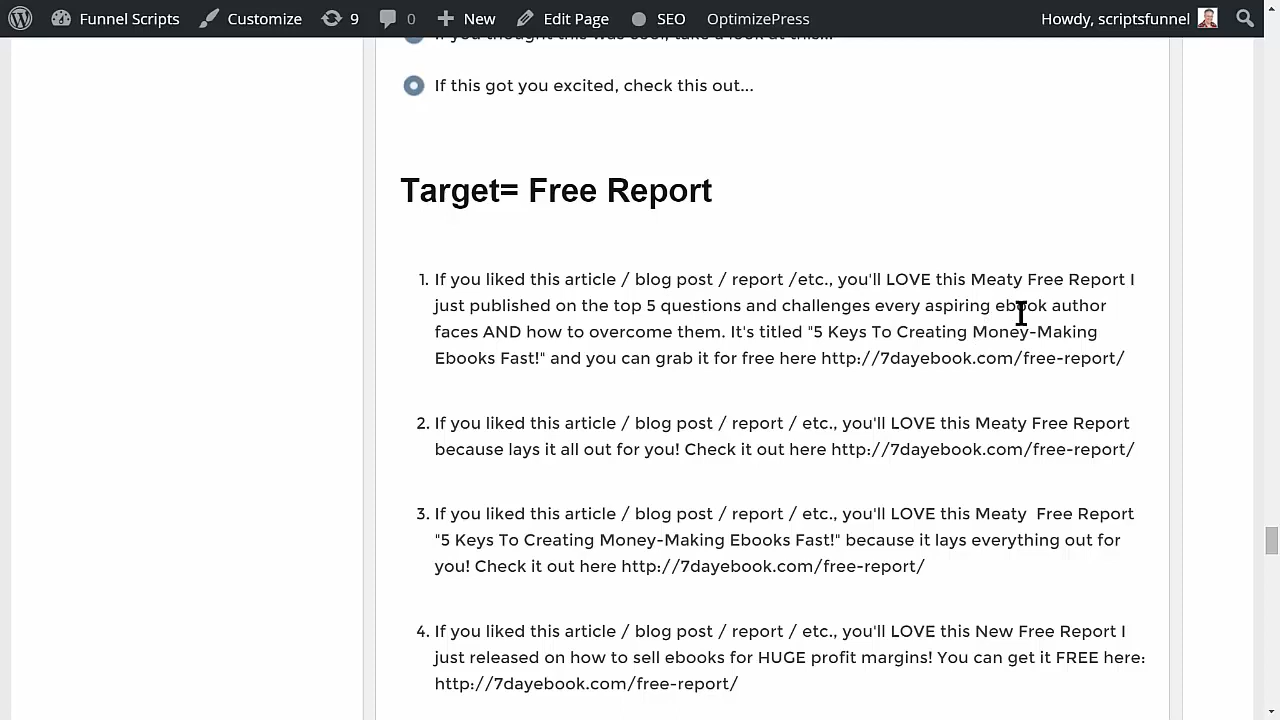 Funnel Scripts Customize 9 0 New Edit Page SEO OptimizePress Howdy, scriptsfunnel
If you thought this was cool, take a look at this...
If this got you excited, check this out...
Target= Free Report
1. If you liked this article / blog post / report /etc., you'll LOVE this Meaty Free Report I
just published on the top 5 questions and challenges every aspiring ebook author
faces AND how to overcome them. It's titled "5 Keys To Creating Money-Making
Ebooks Fast!" and you can grab it for free here http://7dayebook.com/free-report/
2. If you liked this article / blog post / report / etc., you'll LOVE this Meaty Free Report
because lays it all out for you! Check it out here http://7dayebook.com/free-report/
3. If you liked this article / blog post / report / etc., you'll LOVE this Meaty  Free Report
"5 Keys To Creating Money-Making Ebooks Fast!" because it lays everything out for
you! Check it out here http://7dayebook.com/free-report/
4. If you liked this article / blog post / report / etc., you'll LOVE this New Free Report I
just released on how to sell ebooks for HUGE profit margins! You can get it FREE here:
http://7dayebook.com/free-report/